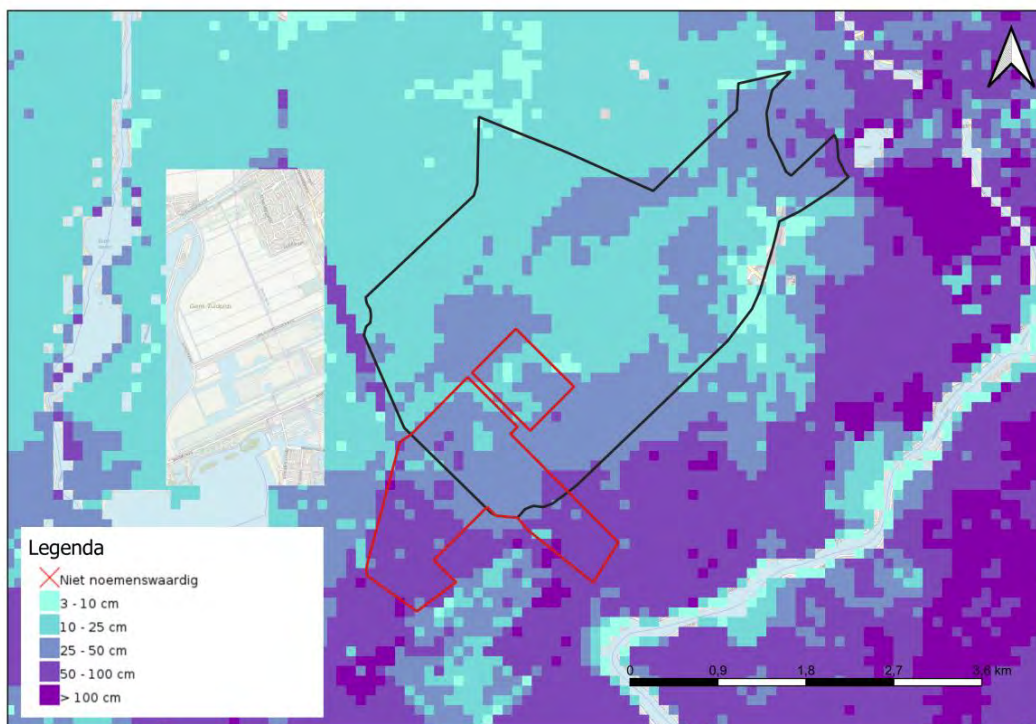 Legenda
Niet noemenswaardig
3 - 10 cm
10 - 25 cm
25 - 50 cm
50 - 100 cm
> 100 cm
0 0,9 1,8 2,7 3,6 km